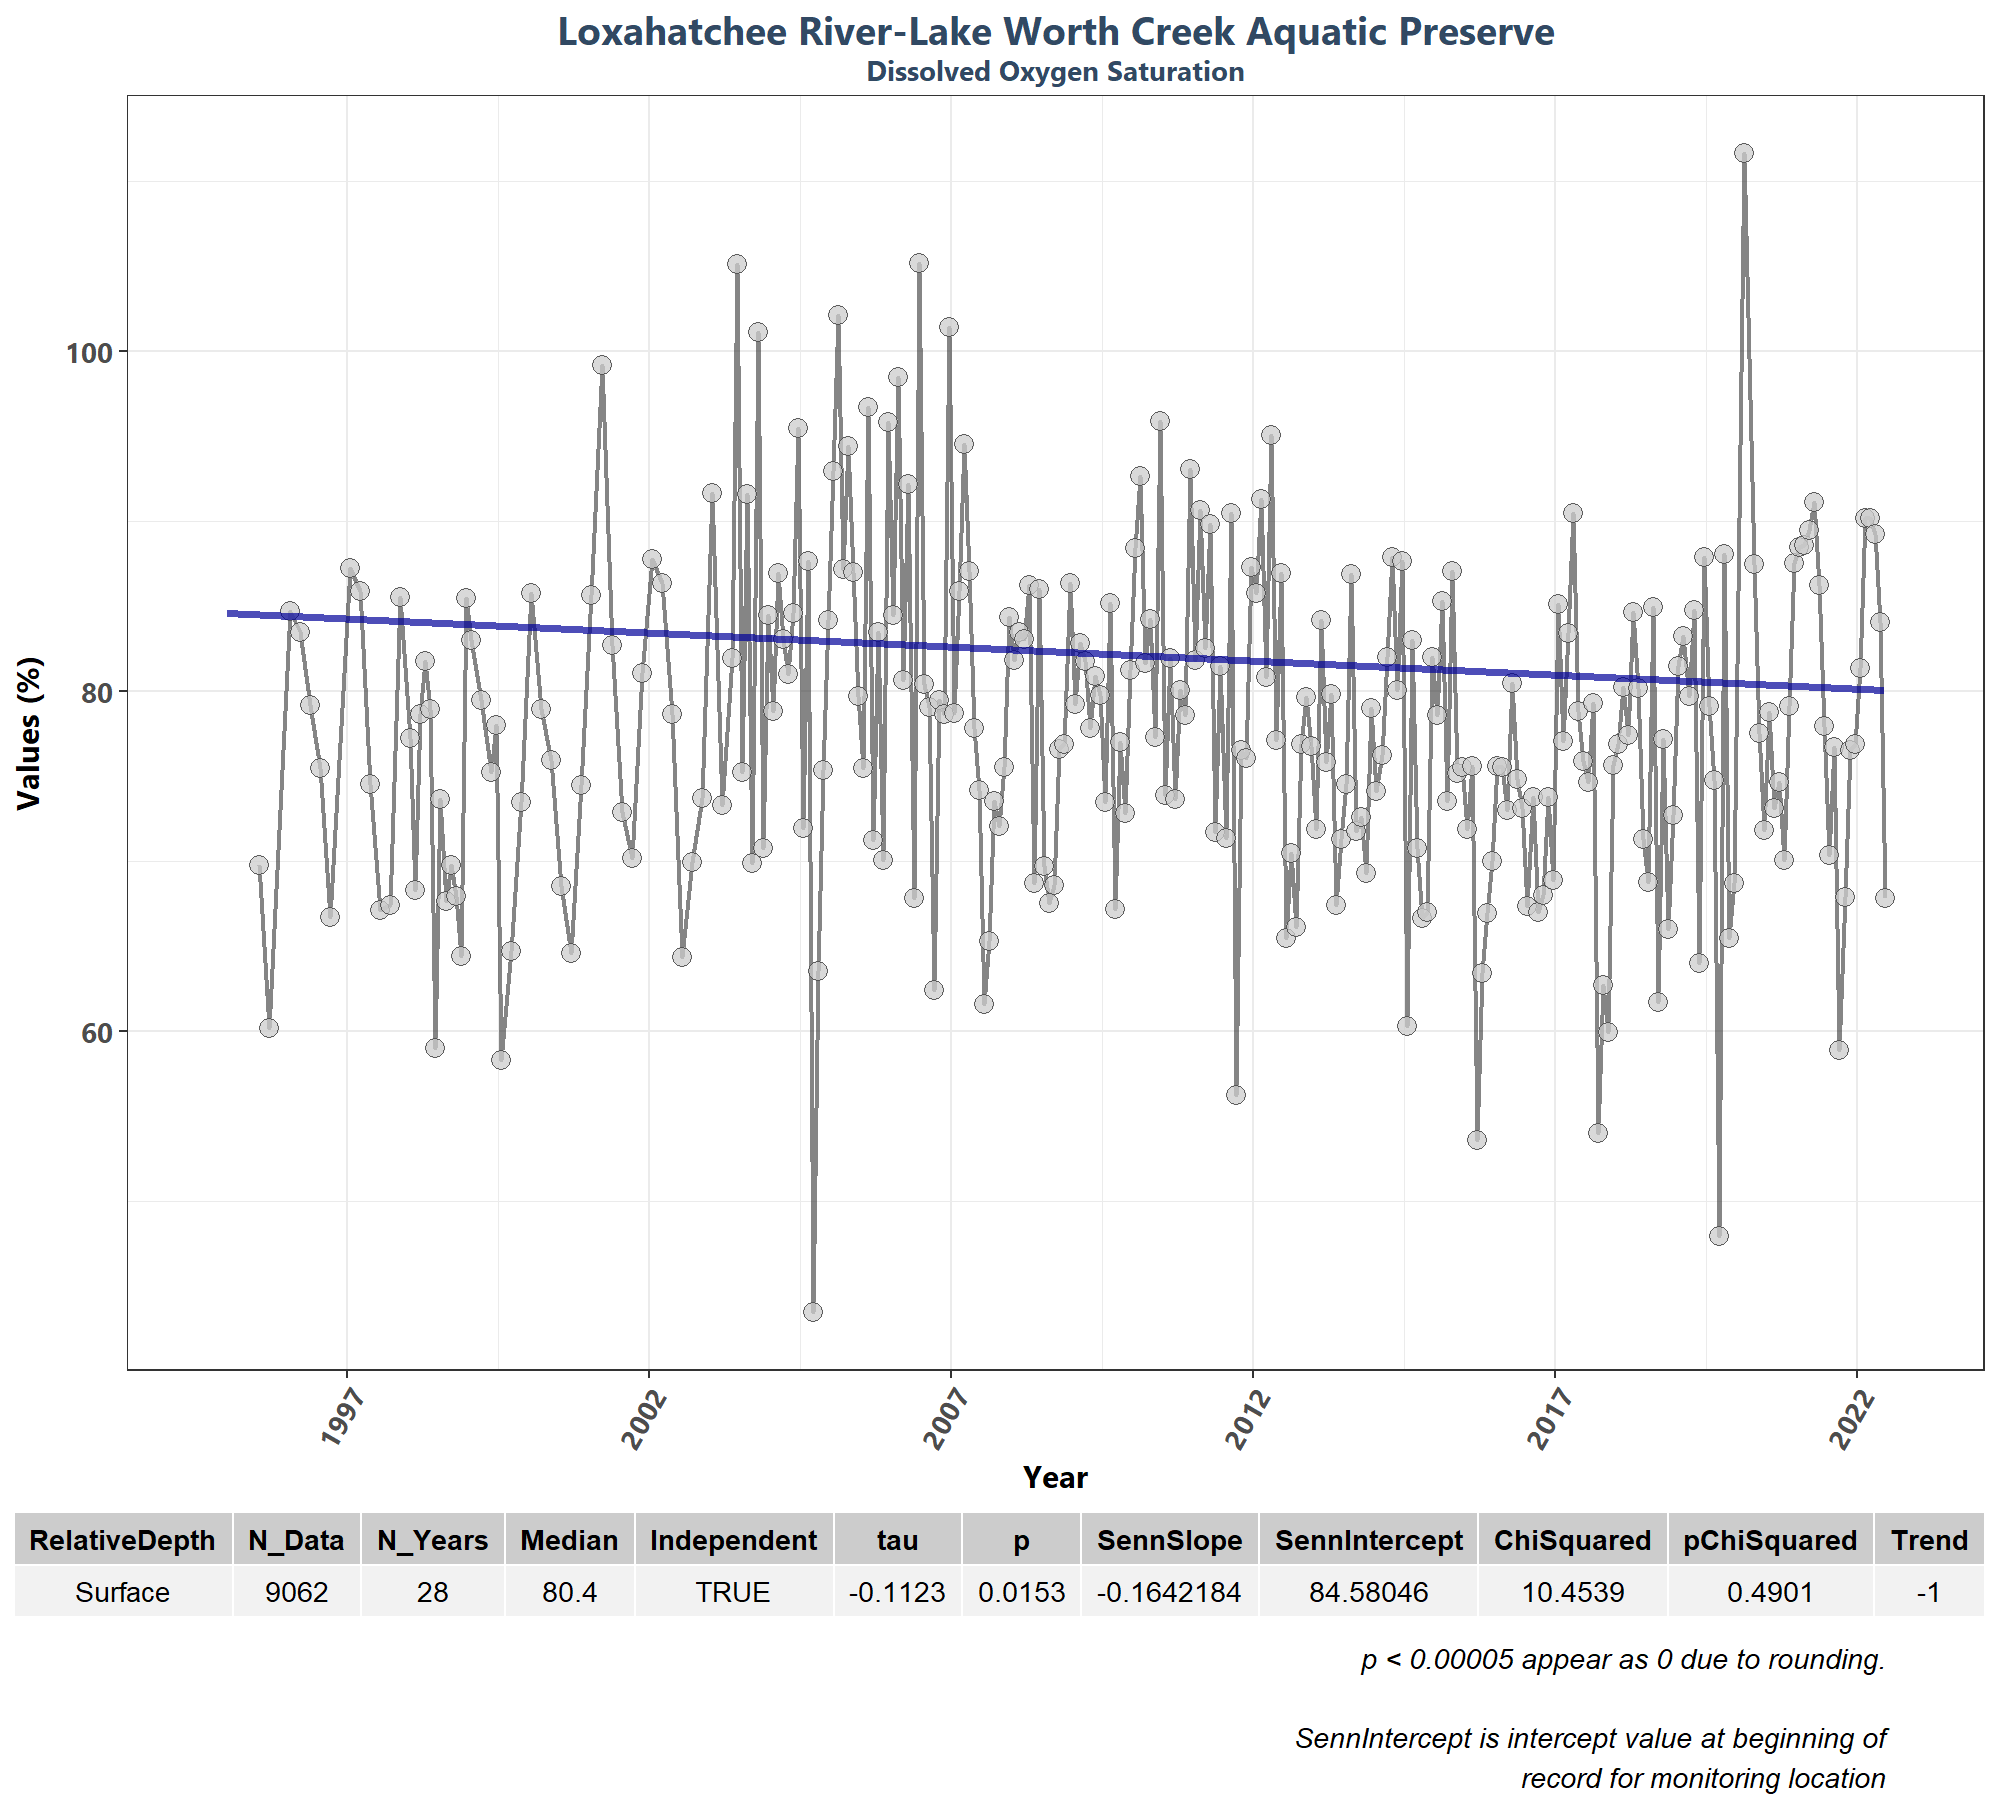 Loxahatchee River-Lake Worth Creek Aquatic Preserve
Dissolved Oxygen Saturation
Values (%)
100
80
60
1997 2002 2007 2012 2017 2022
Year
RelativeDepth N_Data N_Years Median Independent tau p SennSlope SennIntercept ChiSquared pChiSquared Trend
Surface 9062 28 80.4 TRUE -0.1123 0.0153 -0.1642184 84.58046 10.4539 0.4901 -1
p < 0.00005 appear as 0 due to rounding.
SennIntercept is intercept value at beginning of
record for monitoring location